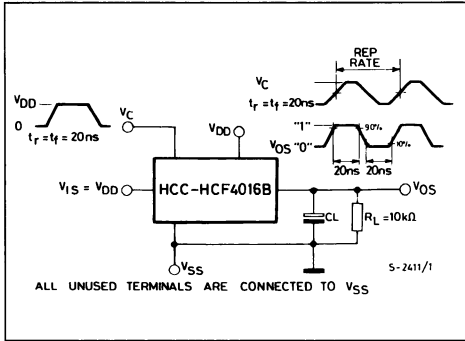 REP
RATE
VC
tr = tf = 20ns
VDD
0
tr = tf = 20ns
VC
VDD
"1"
90%
VOS "0"
10%
20ns 20ns
VIS = VDD
HCC-HCF4016B
VOS
CL
RL = 10kΩ
VSS
S-2411/1
ALL UNUSED TERMINALS ARE CONNECTED TO VSS